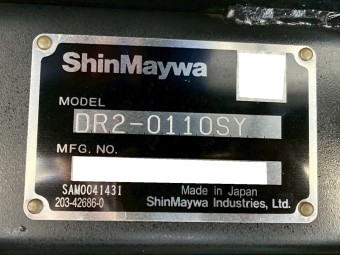 ShinMaywa
MODEL
DR2-0110SY
MFG. NO.
SAM0041431
Made in Japan
203-42686-0
ShinMaywa Industries, Ltd.